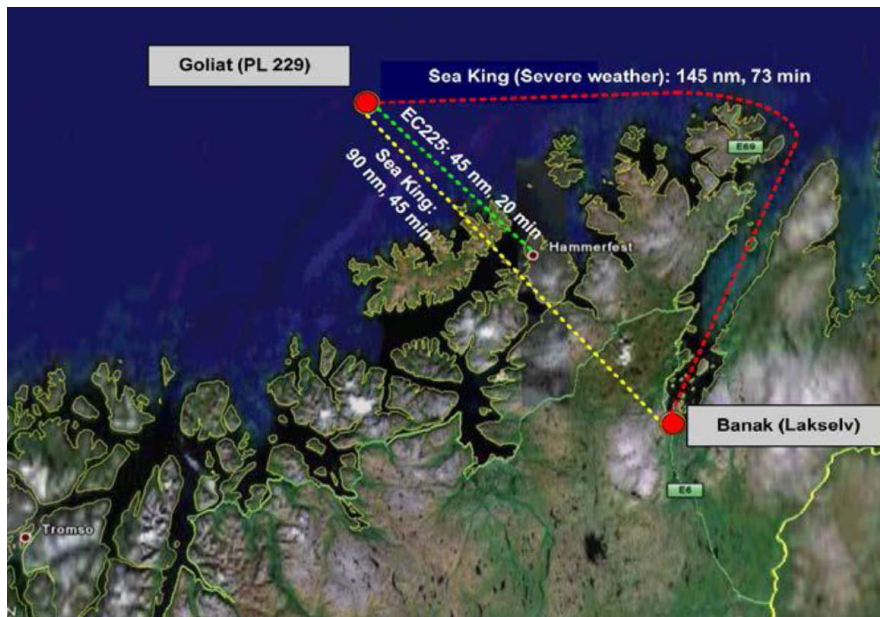 Goliat (PL 229)
Sea King (Severe weather): 145 nm, 73 min
E69
EC225: 45 nm, 20 min
Sea King:
90 nm, 45 min
Hammerfest
Banak (Lakselv)
E6
Tromso